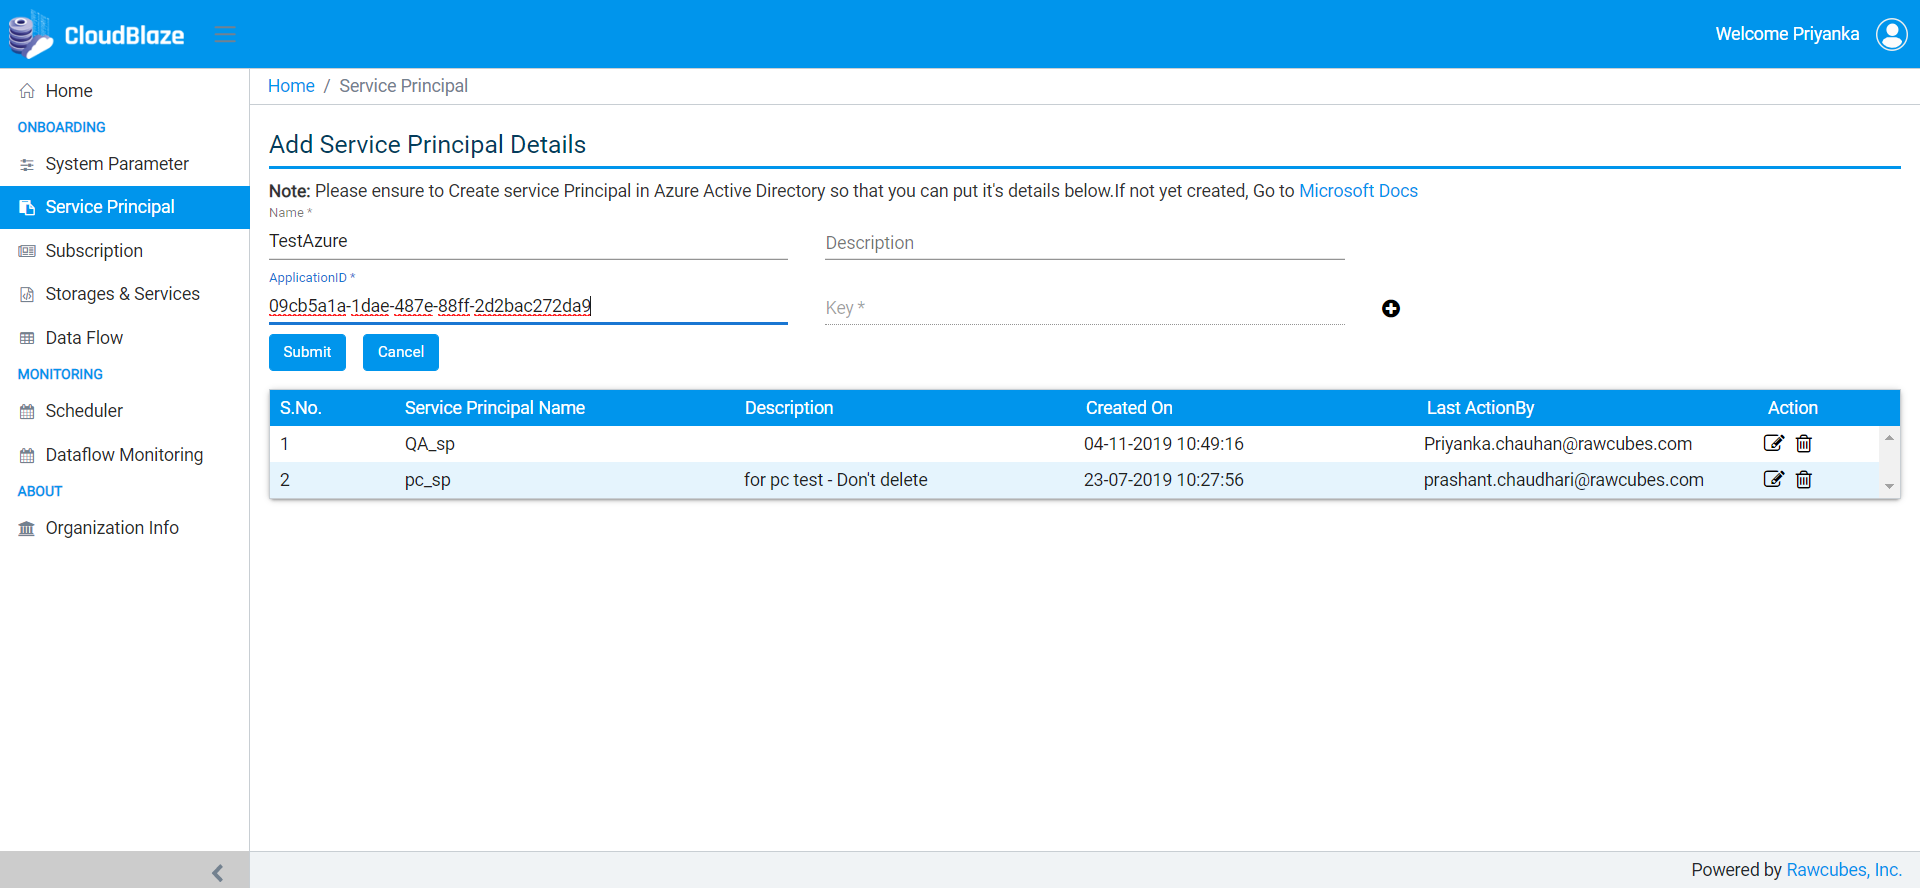 CloudBlaze
Welcome Priyanka
Home
ONBOARDING
System Parameter
Service Principal
Subscription
Storages & Services
Data Flow
MONITORING
Scheduler
Dataflow Monitoring
ABOUT
Organization Info
Home / Service Principal
Add Service Principal Details
Note: Please ensure to Create service Principal in Azure Active Directory so that you can put it's details below.If not yet created, Go to Microsoft Docs
Name *
TestAzure
Description
ApplicationID *
09cb5a1a-1dae-487e-88ff-2d2bac272da9
Key *
Submit Cancel
S.No. Service Principal Name Description Created On Last ActionBy Action
1 QA_sp 04-11-2019 10:49:16 Priyanka.chauhan@rawcubes.com
2 pc_sp for pc test - Don't delete 23-07-2019 10:27:56 prashant.chaudhari@rawcubes.com
Powered by Rawcubes, Inc.